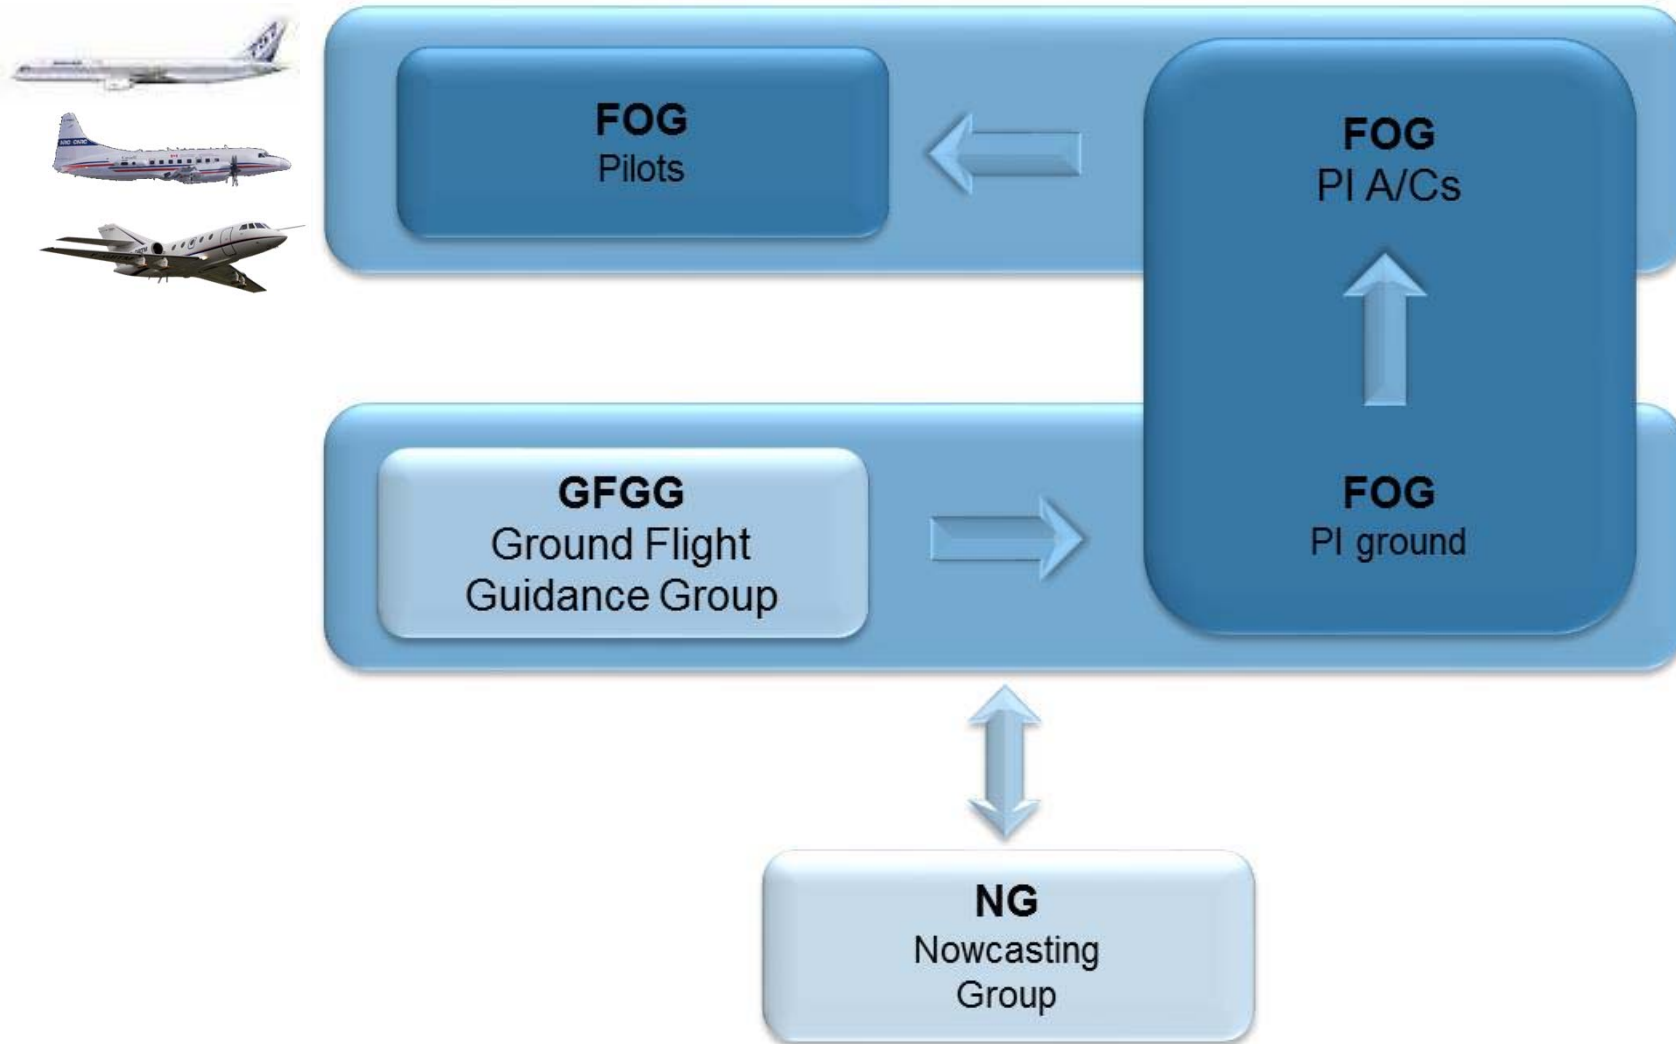 FOG
Pilots
FOG
PI A/Cs
GFGG
Ground Flight
Guidance Group
FOG
PI ground
NG
Nowcasting
Group